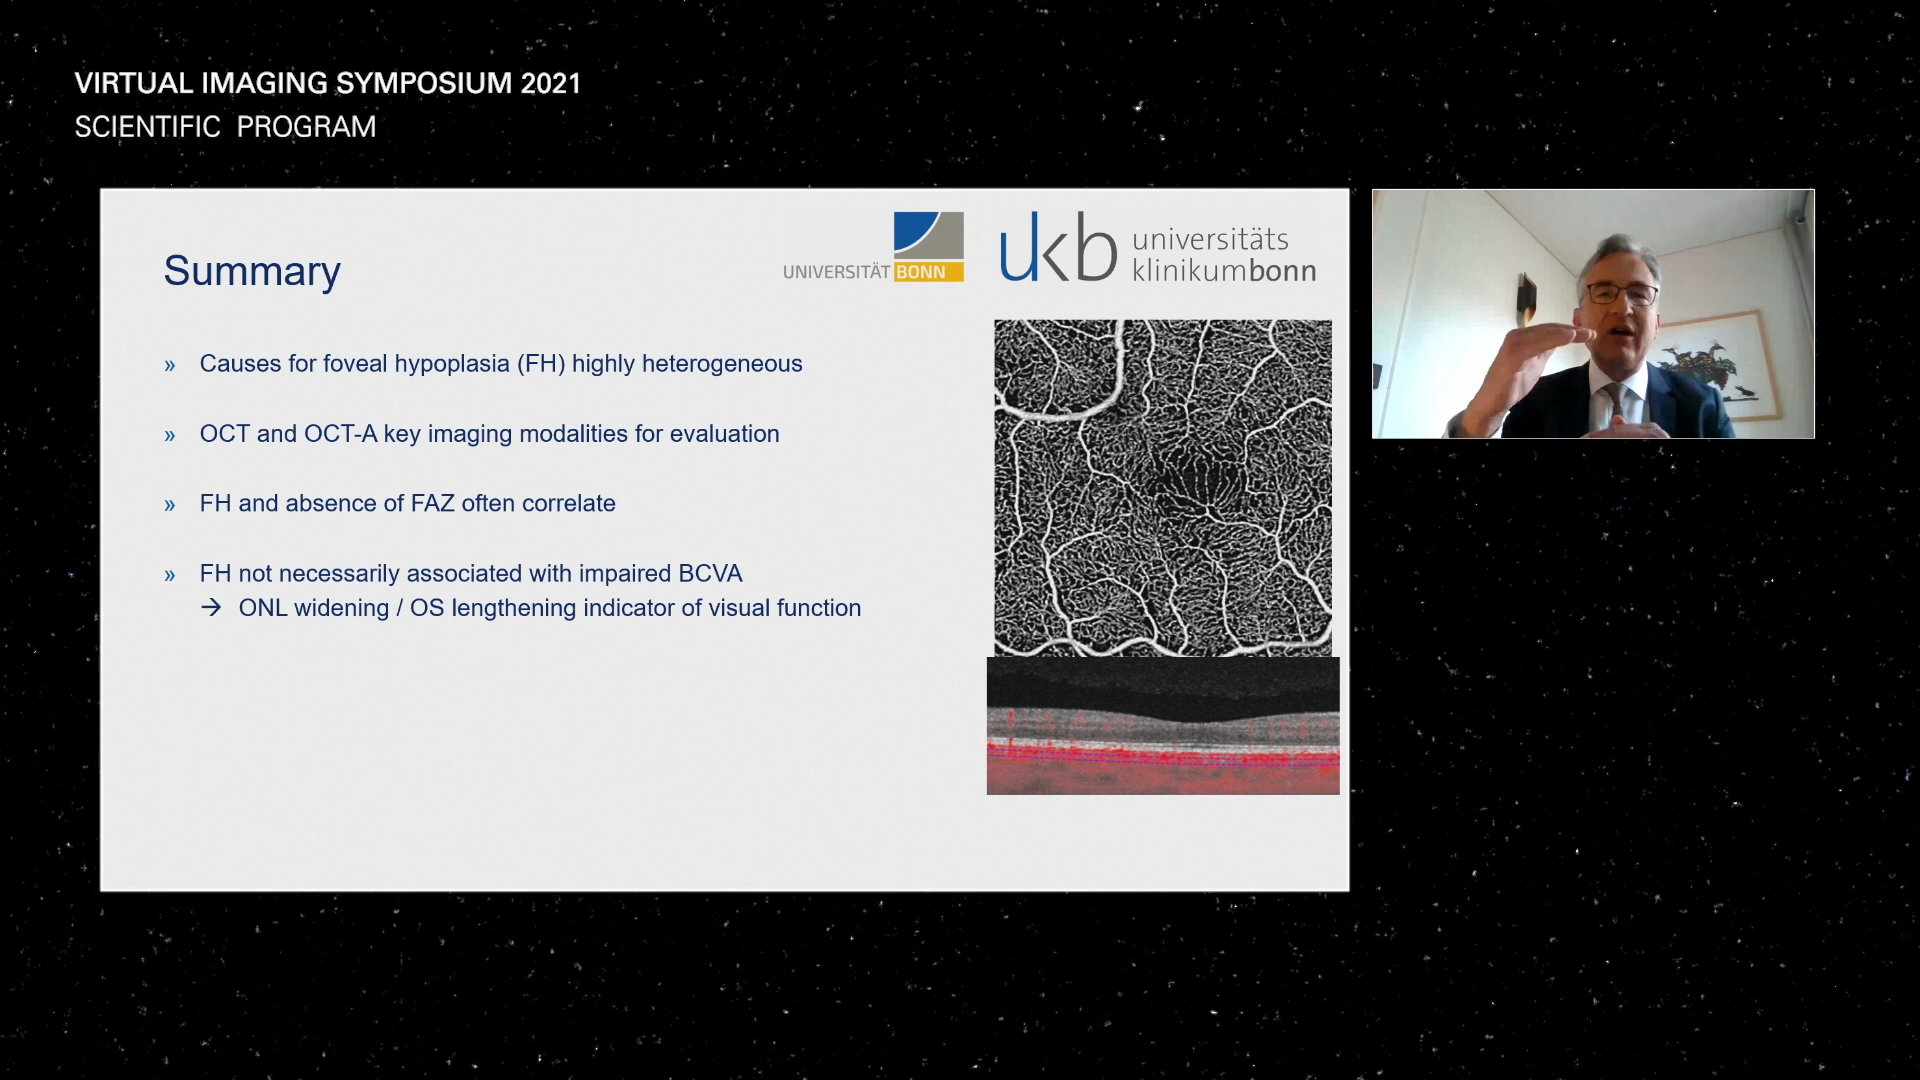 VIRTUAL IMAGING SYMPOSIUM 2021
SCIENTIFIC PROGRAM
Summary
UNIVERSITÄT BONN
ukb universitäts
klinikumbonn
» Causes for foveal hypoplasia (FH) highly heterogeneous
» OCT and OCT-A key imaging modalities for evaluation
» FH and absence of FAZ often correlate
» FH not necessarily associated with impaired BCVA
→ ONL widening / OS lengthening indicator of visual function